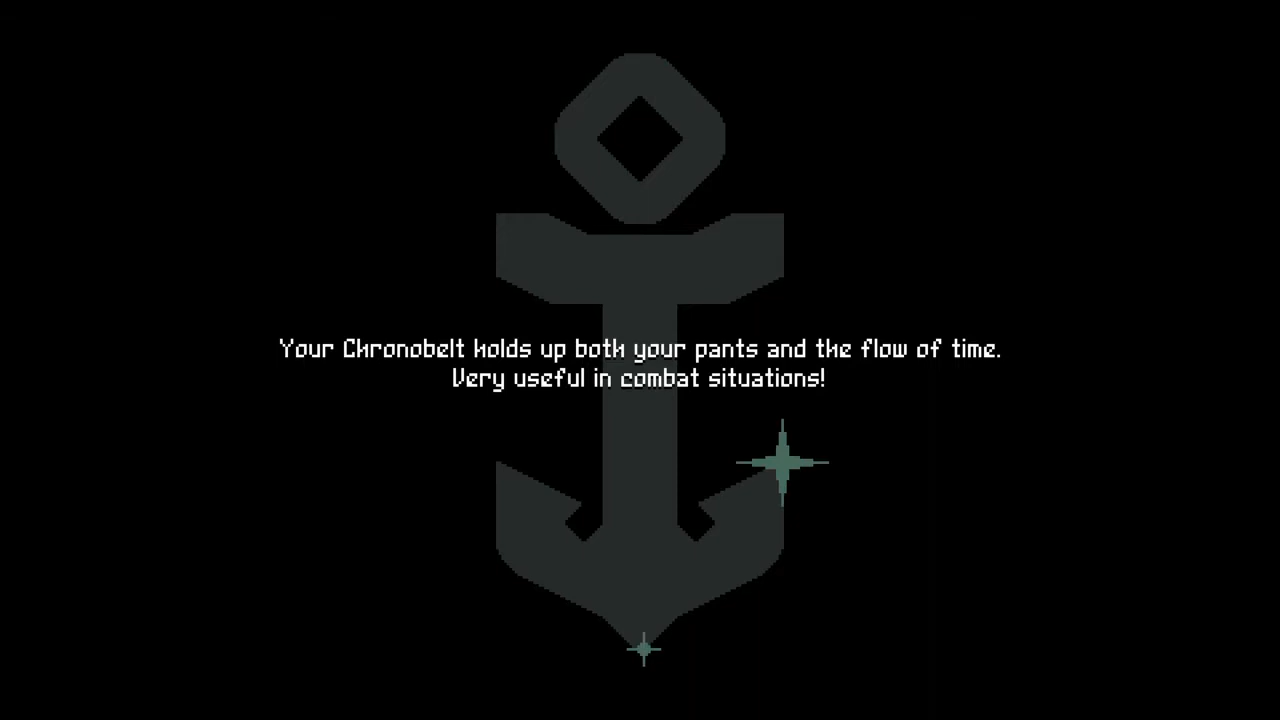 Your Chronobelt holds up both your pants and the flow of time.
Very useful in combat situations!